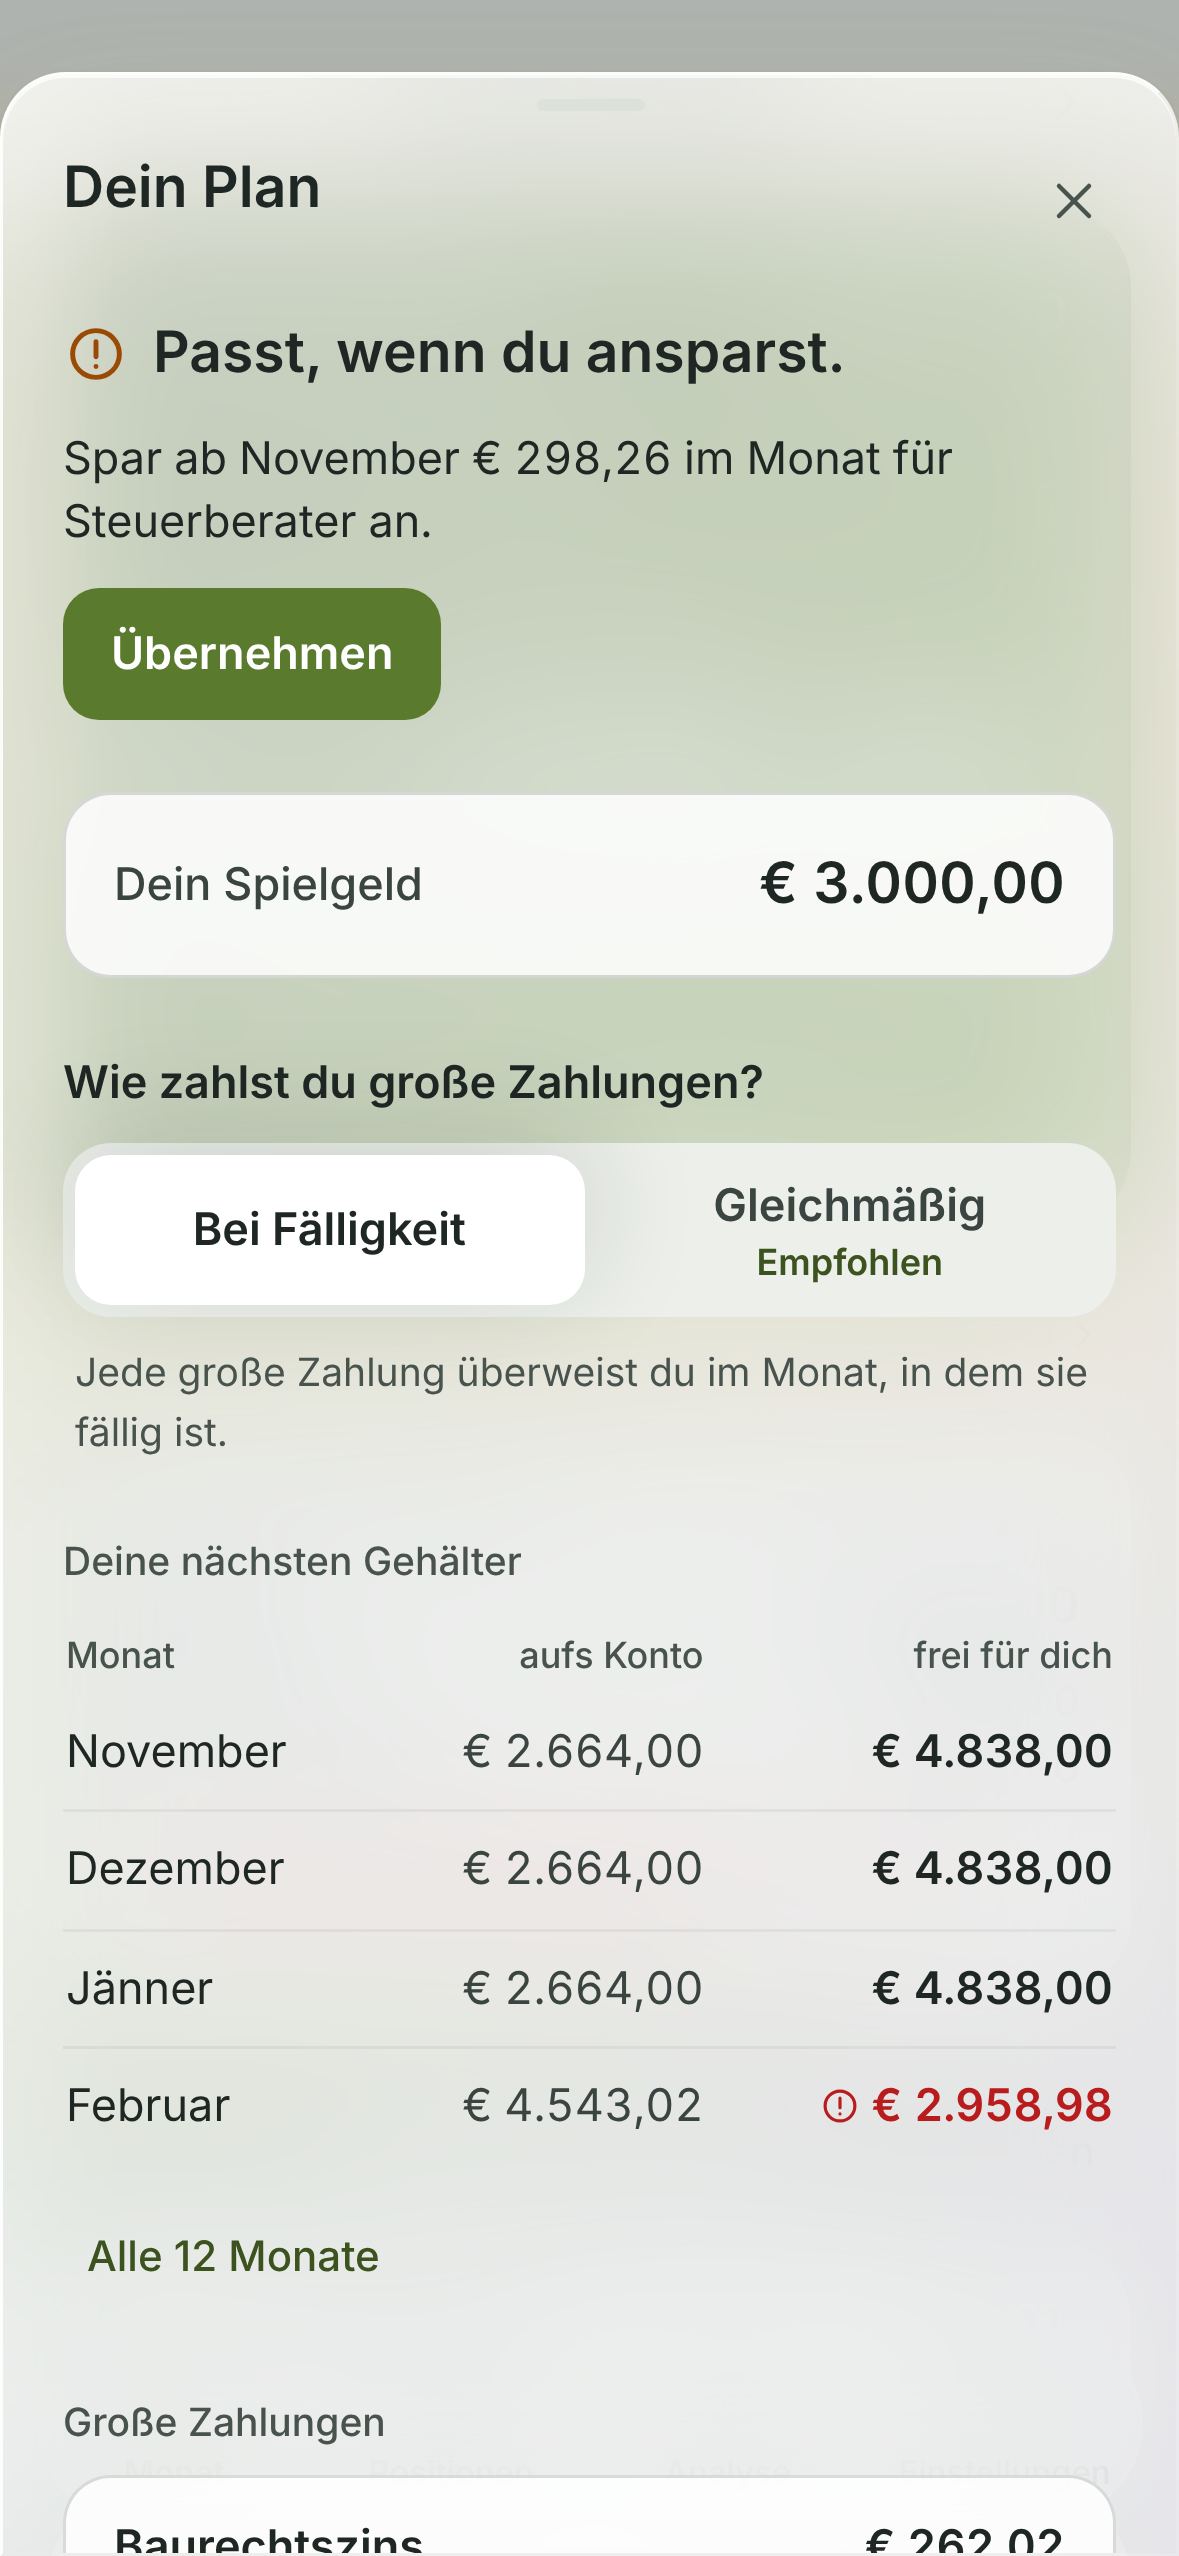 Dein Plan
Passt, wenn du ansparst.
Spar ab November € 298,26 im Monat für
Steuerberater an.
Übernehmen
Dein Spielgeld € 3.000,00
Wie zahlst du große Zahlungen?
Bei Fälligkeit
Gleichmäßig
Empfohlen
Jede große Zahlung überweist du im Monat, in dem sie
fällig ist.
Deine nächsten Gehälter
Monat aufs Konto frei für dich
November € 2.664,00 € 4.838,00
Dezember € 2.664,00 € 4.838,00
Jänner € 2.664,00 € 4.838,00
Februar € 4.543,02 € 2.958,98
Alle 12 Monate
Große Zahlungen
Monat Positionen Analyse Einstellungen
Baurechtszins € 262,02